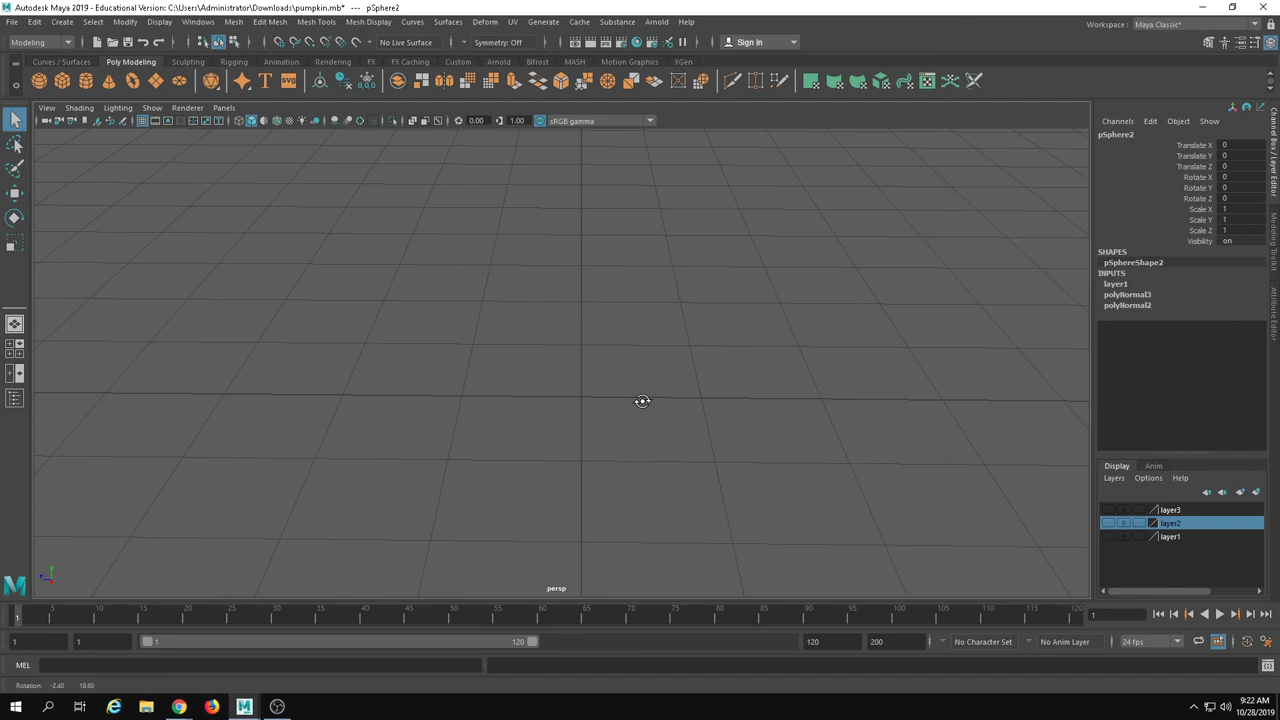 Autodesk Maya 2019 - Educational Version: C:\Users\Administrator\Downloads\pumpkin.mb* --- pSphere2
File Edit Create Select Modify Display Windows Mesh Edit Mesh Mesh Tools Mesh Display Curves Surfaces Deform UV Generate Cache Substance Arnold Help
Workspace : Maya Classic*
Modeling No Live Surface Symmetry: Off Sign In
Curves / Surfaces Poly Modeling Sculpting Rigging Animation Rendering FX FX Caching Custom Arnold Bifrost MASH Motion Graphics XGen
View Shading Lighting Show Renderer Panels
0.00 1.00 sRGB gamma
Channels Edit Object Show
pSphere2
Translate X 0
Translate Y 0
Translate Z 0
Rotate X 0
Rotate Y 0
Rotate Z 0
Scale X 1
Scale Y 1
Scale Z 1
Visibility on
SHAPES
pSphereShape2
INPUTS
layer1
polyNormal3
polyNormal2
Channel Box / Layer Editor
Modeling Toolkit
Attribute Editor
Display Anim
Layers Options Help
layer3
P layer2
layer1
persp
1 5 10 15 20 25 30 35 40 45 50 55 60 65 70 75 80 85 90 95 100 105 110 115 120
1
1 1 1 120 120 200 No Character Set No Anim Layer 24 fps
MEL
Rotation: -2.40 18.60
9:22 AM
10/28/2019